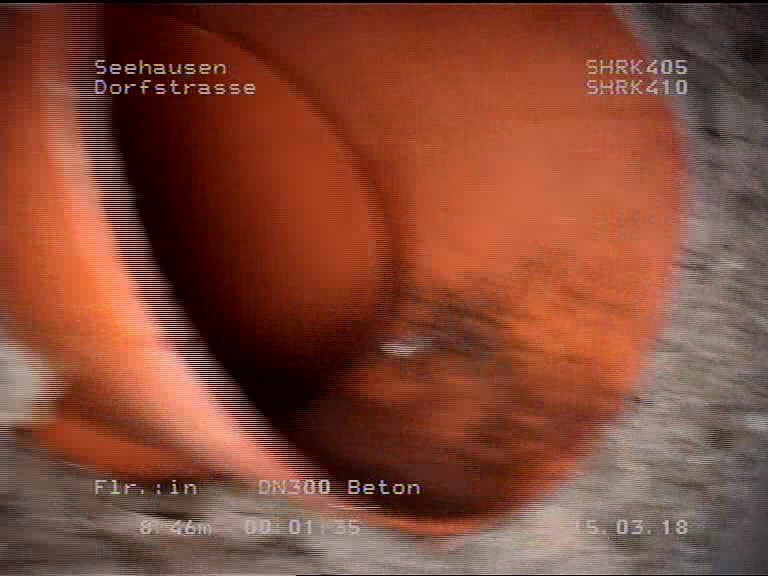 Seehausen SHRK405
Dorfstrasse SHRK410
Flr.:in DN300 Beton
8.46m 00:01:35 15.03.18